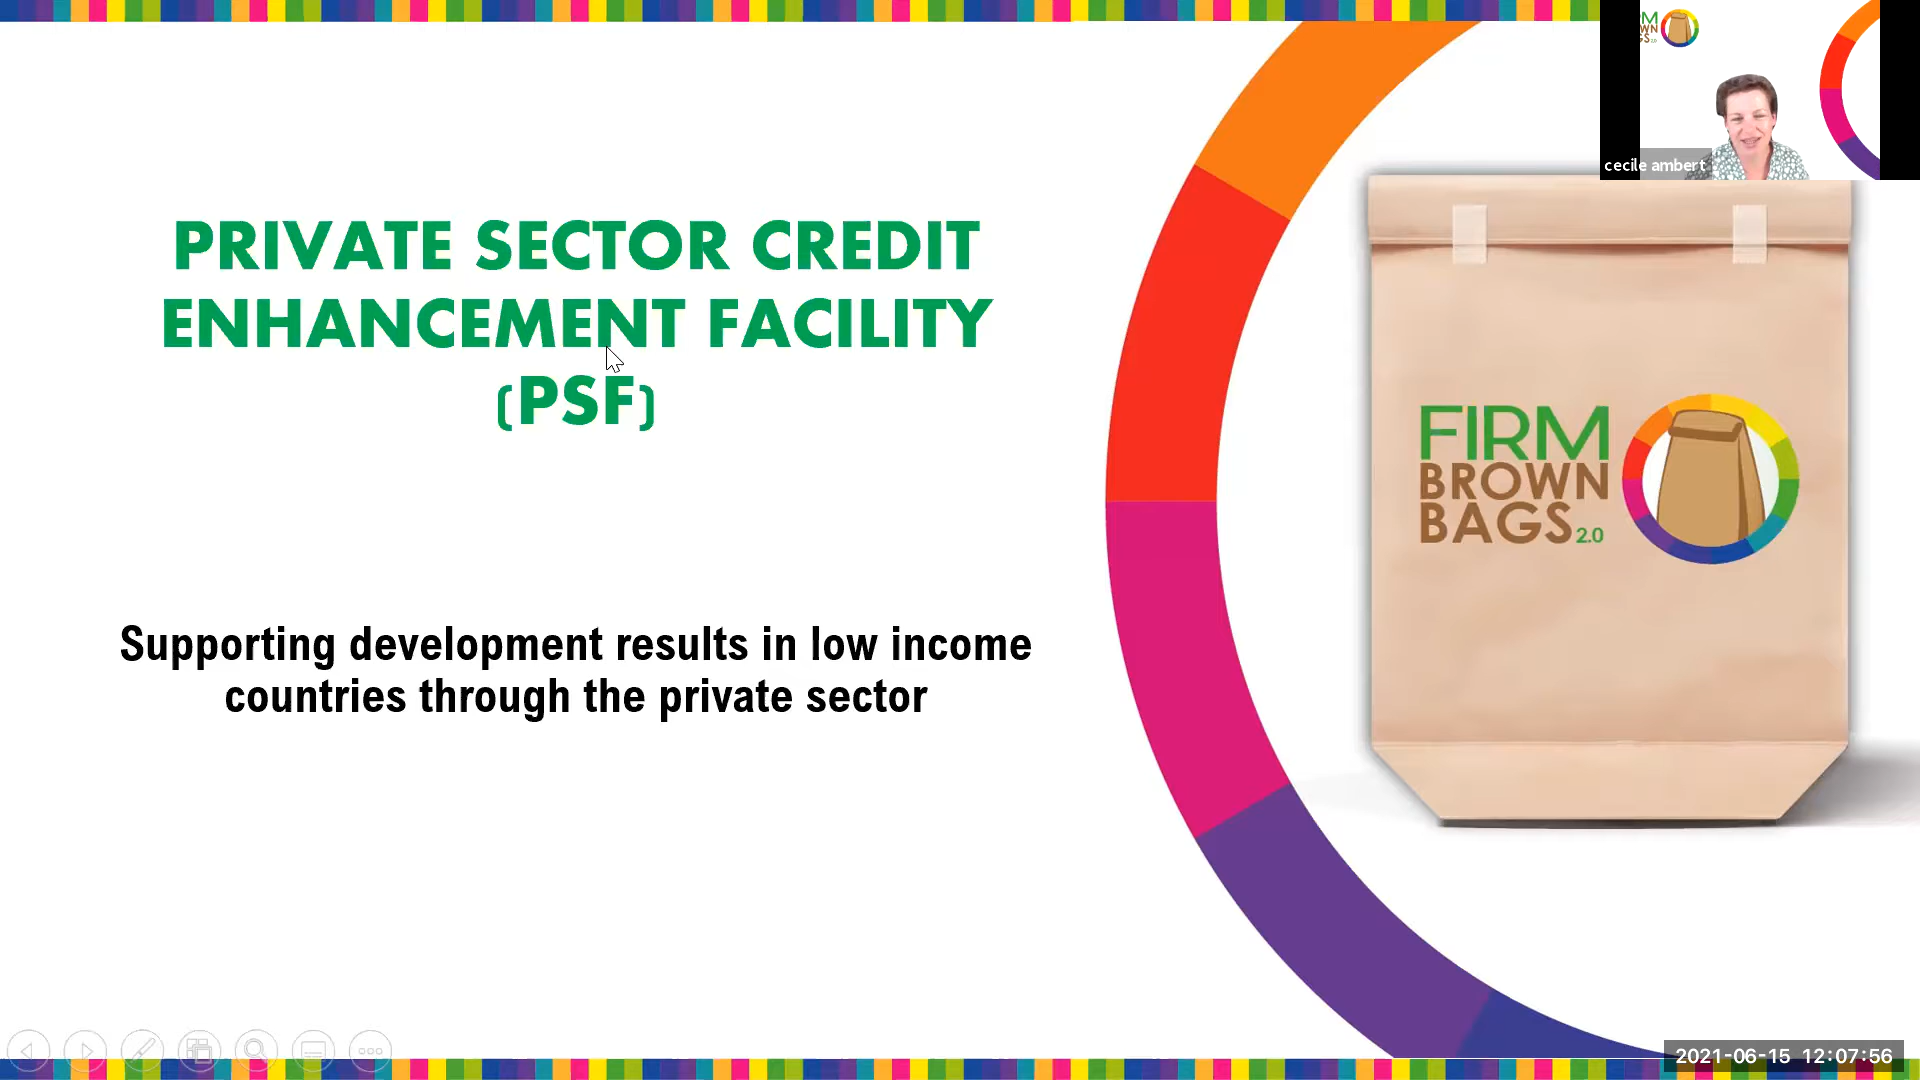 PRIVATE SECTOR CREDIT
ENHANCEMENT FACILITY
(PSF)
Supporting development results in low income
countries through the private sector
cecile ambert
FIRM
BROWN
BAGS 2.0
2021-06-15 12:07:56